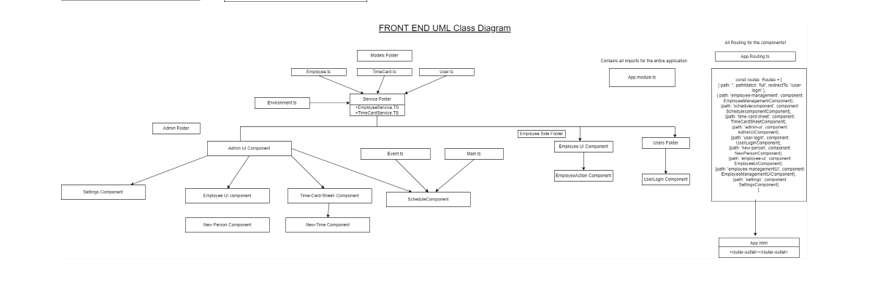 FRONT END UML Class Diagram
All Routing for the components!
Models Folder
Contains all imports for the entire application
App Routing.ts
Employee.ts
TimeCard.ts
User.ts
App.module.ts
const routes: Routes = [
{ path: '', pathMatch: 'full', redirectTo: 'user-
login' },
{ path: 'employee-management', component:
EmployeeManagementComponent},
{path: 'schedulecomponent', component:
SchedulecomponentComponent},
{path: 'time-card-sheet', component:
TimeCardSheetComponent},
{path: 'admin-ui', component:
AdminUiComponent},
{path: 'user-login', component:
UserLoginComponent},
{path: 'new-person', component:
NewPersonComponent},
{path: 'employee-ui', component:
EmployeeUiComponent},
{path: 'employee-managementUI', component:
EmployeeManagementUiComponent},
{path: 'settings', component:
SettingsComponent}
]
Service Folder
+EmployeeService.TS
+TimeCardService.TS
Environment.ts
Admin Folder
Employee Side Folder
Admin UI Component
Event.ts
Mail.ts
Employee UI Component
Users Folder
EmployeeAction Component
UserLogin Component
Settings Component
Employee UI component
Time-Card-Sheeh Component
ScheduleComponent
New Person Component
New-Time Component
App.html
<router-outlet></router-outlet>